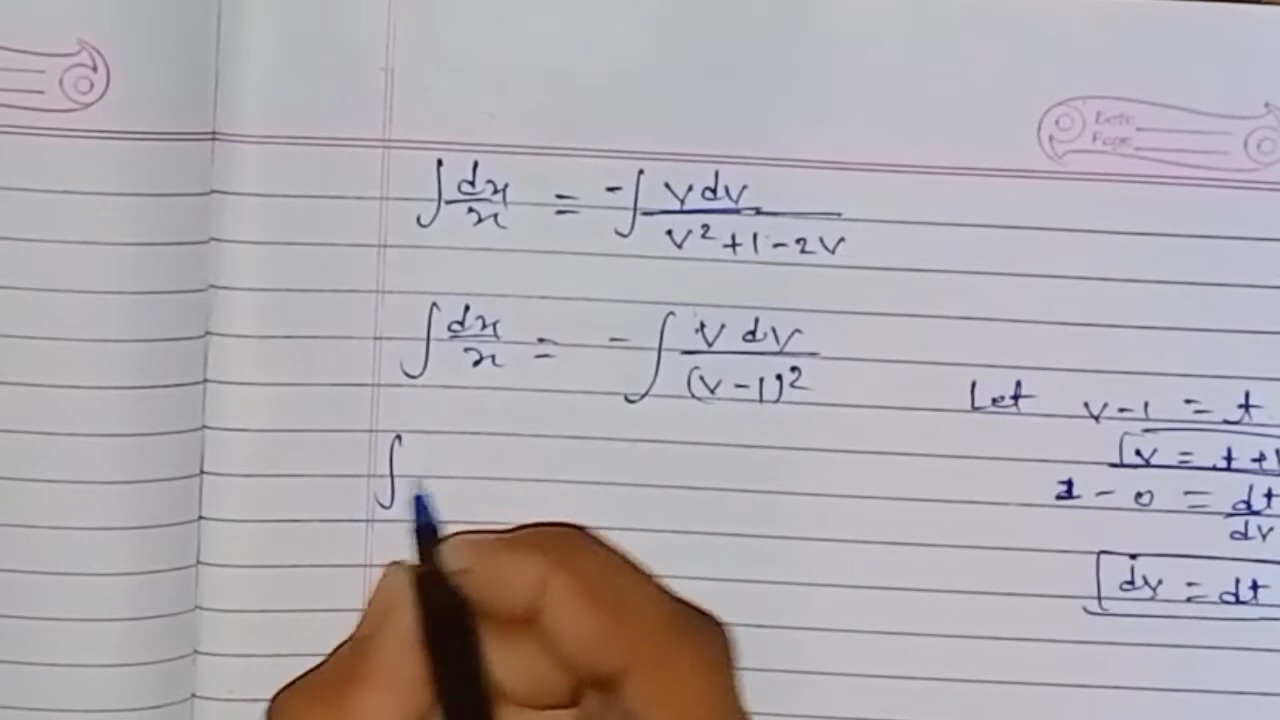 Date
Page
∫ dx/x = -∫ v dv / v² + 1 - 2v
∫ dx/x = -∫ v dv / (v-1)²
Let v-1 = t
v = t+1
1 - 0 = dt/dv
dv = dt
∫